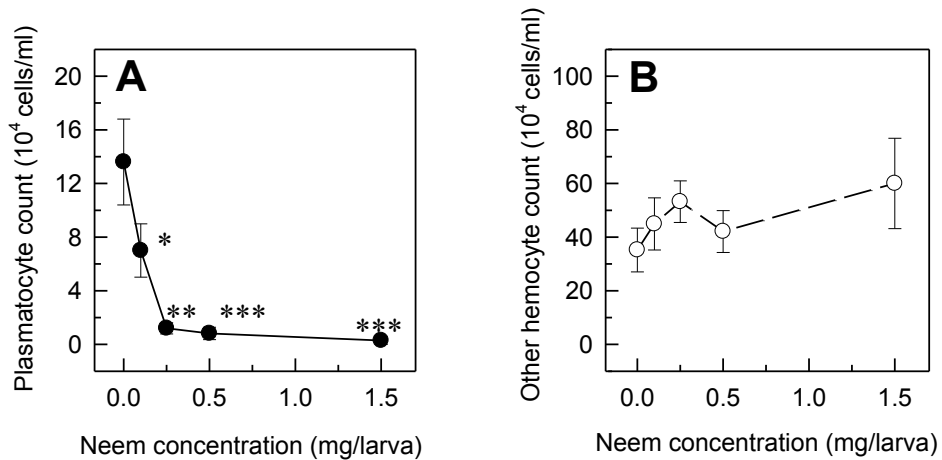 A
Plasmatocyte count (10⁴ cells/ml)
20
16
12
8
4
0
*
**
***
***
0.0 0.5 1.0 1.5
Neem concentration (mg/larva)
B
Other hemocyte count (10⁴ cells/ml)
100
80
60
40
20
0
0.0 0.5 1.0 1.5
Neem concentration (mg/larva)